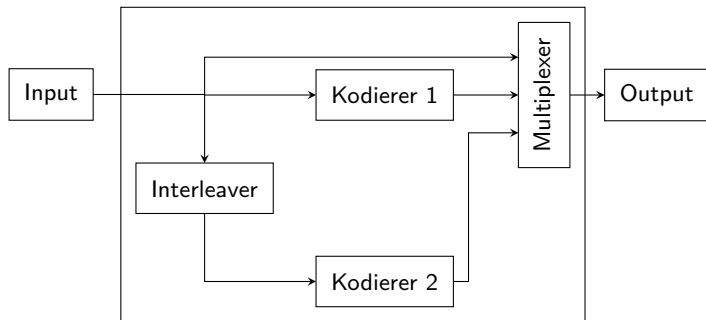 Input
Kodierer 1
Multiplexer
Output
Interleaver
Kodierer 2